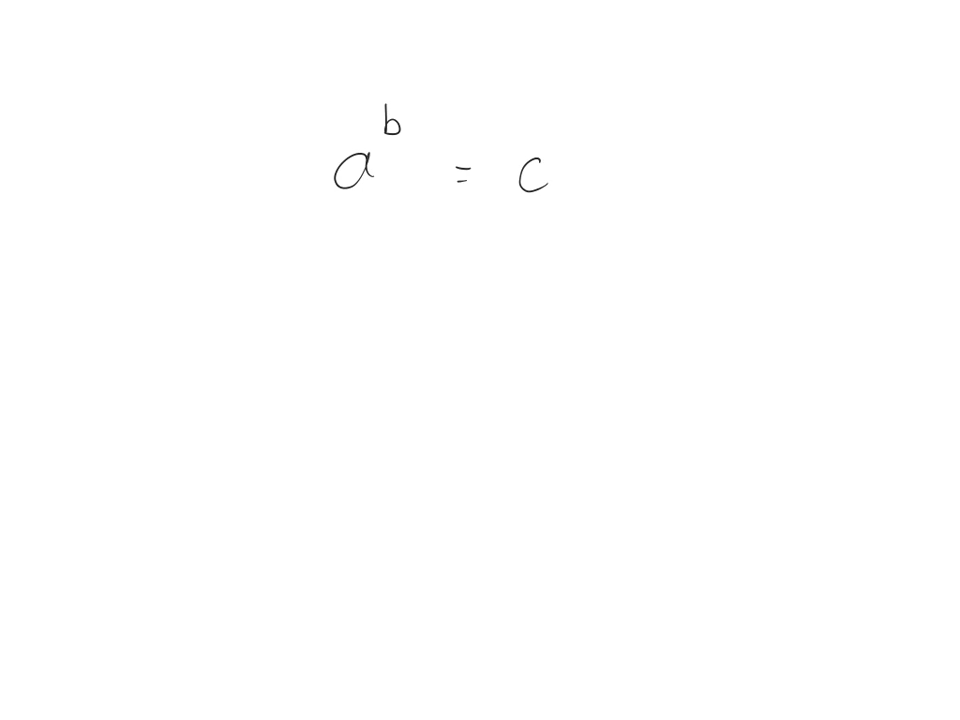 a^b = c